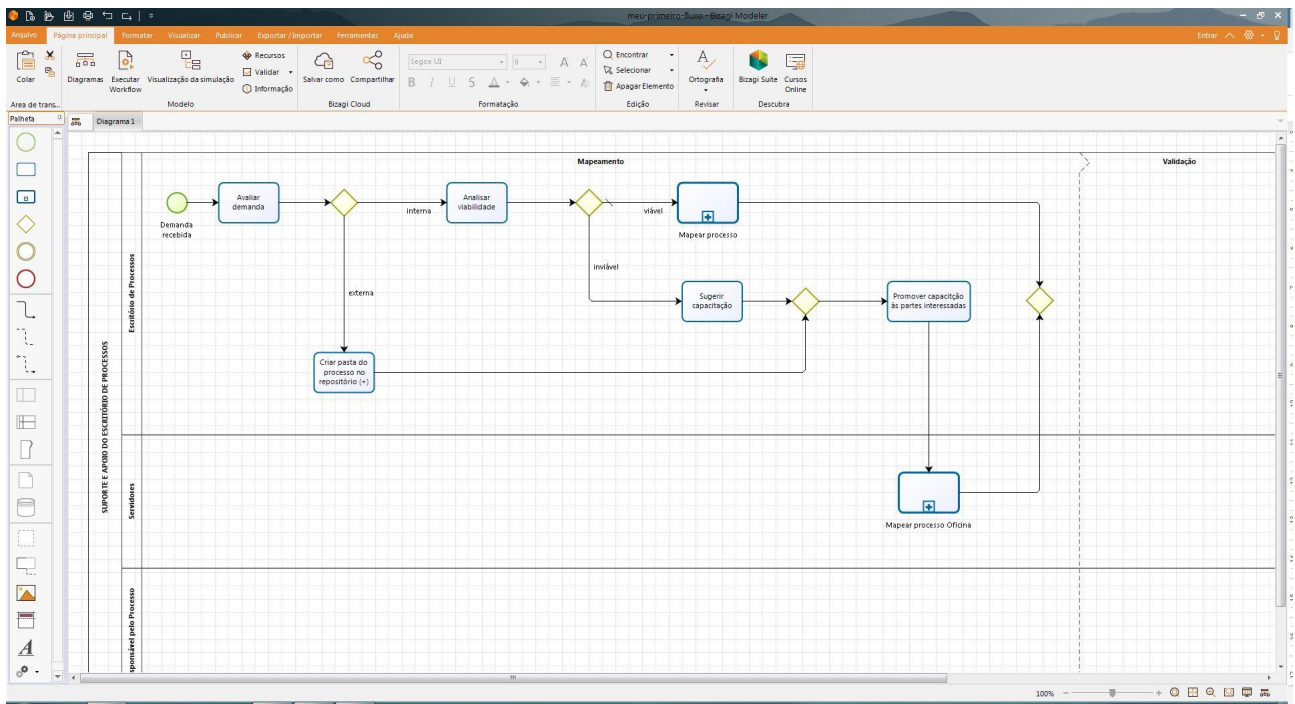 meu-primeiro-fluxo - Bizagi Modeler
Arquivo Página principal Formatar Visualizar Publicar Exportar / Importar Ferramentas Ajuda Entrar
Colar
Diagramas
Executar
Workflow
Visualização da simulação
Recursos
Validar
Informação
Salvar como
Compartilhar
Segoe UI
8
B I U S A
A A
Encontrar
Selecionar
Apagar Elemento
Ortografia
Bizagi Suite
Cursos
Online
Area de trans... Modelo Bizagi Cloud Formatação Edição Revisar Descubra
Palheta
Diagrama 1
Mapeamento
Validação
SUPORTE E APOIO DO ESCRITÓRIO DE PROCESSOS
Escritório de Processos
Demanda
recebida
Avaliar
demanda
interna
Analisar
viabilidade
viável
Mapear processo
inviável
externa
Sugerir
capacitação
Promover capacitção
às partes interessadas
Criar pasta do
processo no
repositório (+)
Servidores
Mapear processo Oficina
sponsável pelo Processo
100%